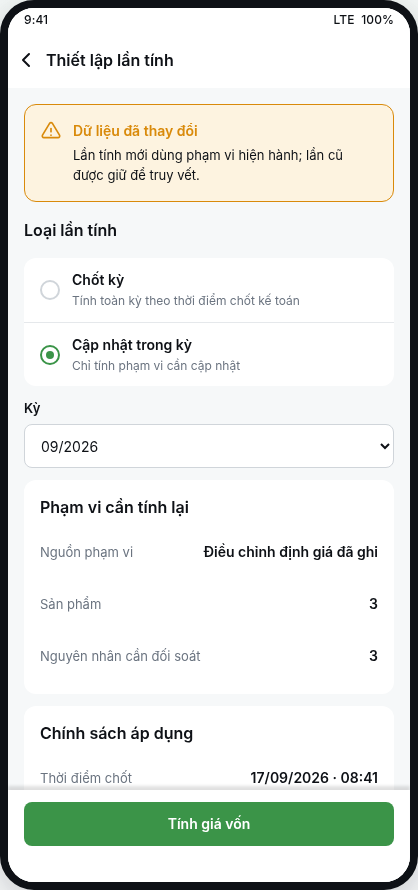 9:41
LTE 100%
Thiết lập lần tính
Dữ liệu đã thay đổi
Lần tính mới dùng phạm vi hiện hành; lần cũ
được giữ để truy vết.
Loại lần tính
Chốt kỳ
Tính toàn kỳ theo thời điểm chốt kế toán
Cập nhật trong kỳ
Chỉ tính phạm vi cần cập nhật
Kỳ
09/2026
Phạm vi cần tính lại
Nguồn phạm vi
Điều chỉnh định giá đã ghi
Sản phẩm
3
Nguyên nhân cần đối soát
3
Chính sách áp dụng
Thời điểm chốt
17/09/2026 · 08:41
Tính giá vốn